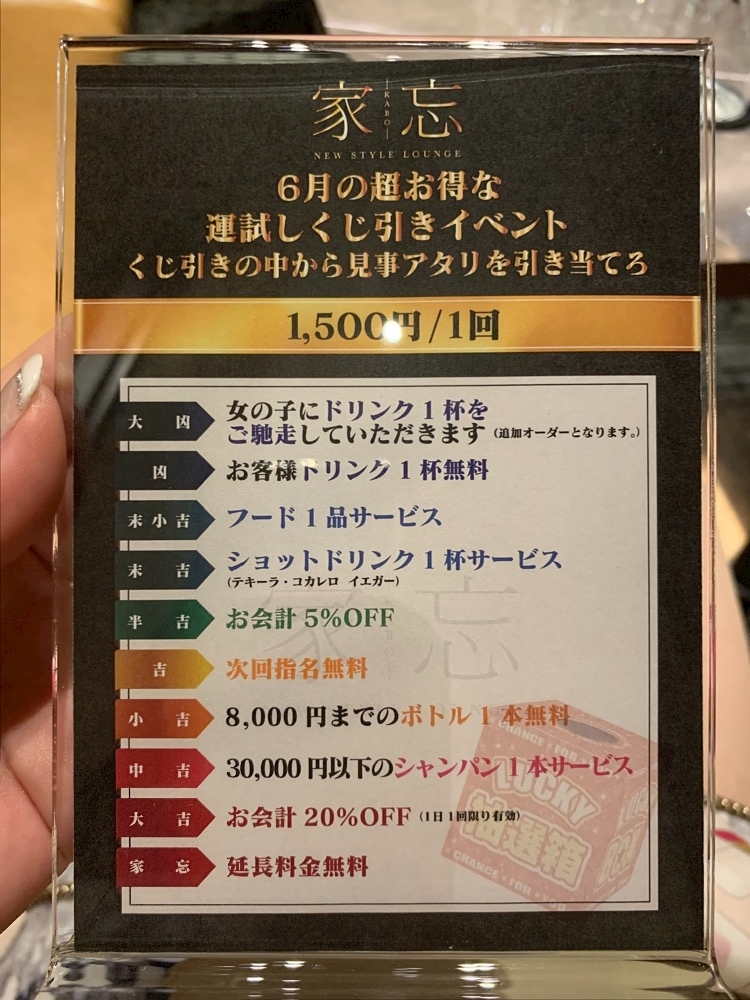 家忘
KABO
NEW STYLE LOUNGE
6月の超お得な
運試しくじ引きイベント
くじ引きの中から見事アタリを引き当てろ
1,500円/1回
大凶 女の子にドリンク1杯を
ご馳走していただきます（追加オーダーとなります。）
凶 お客様ドリンク1杯無料
末小吉 フード1品サービス
末吉 ショットドリンク1杯サービス
（テキーラ・コカレロ イエガー）
半吉 お会計5%OFF
吉 次回指名無料
小吉 8,000円までのボトル1本無料
中吉 30,000円以下のシャンパン1本サービス
大吉 お会計20%OFF（1日1回限り有効）
家忘 延長料金無料
CHANCE FOR
LUCKY
抽選箱
CHANCE FOR YOU